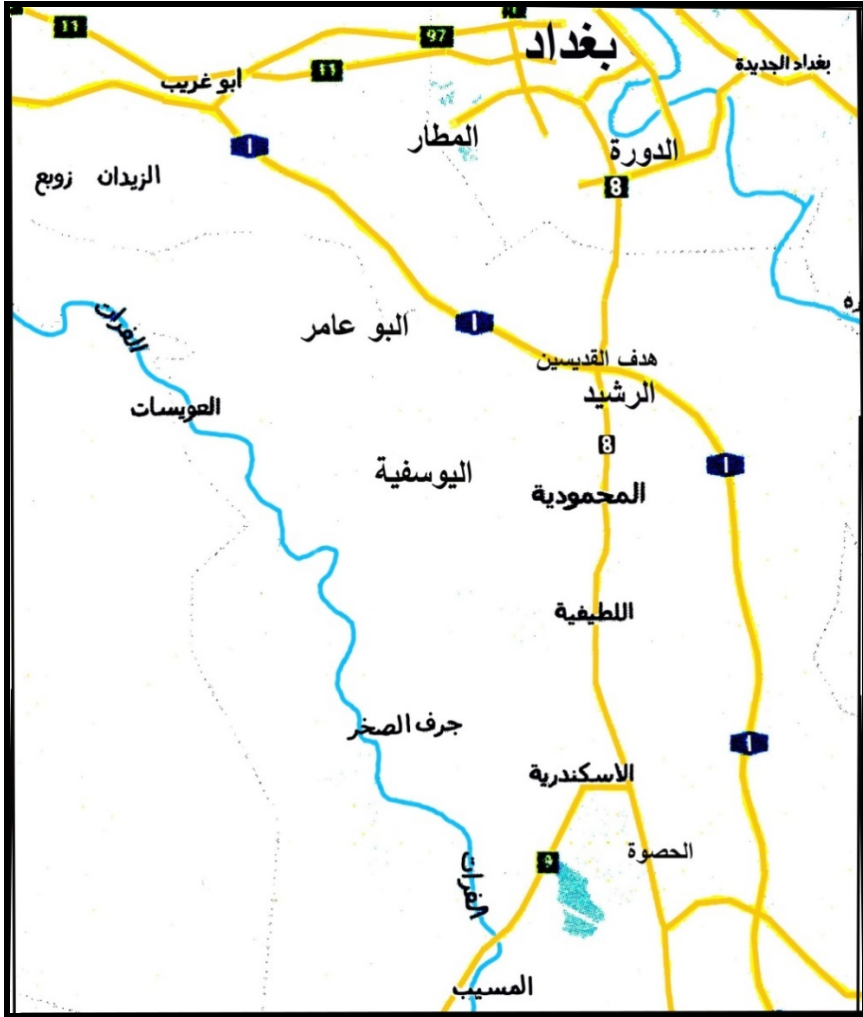 11
97
بغداد
11
بغداد الجديدة
أبو غريب
المطار
الدورة
1
8
الزيدان زوبع
الفرات
البو عامر
1
هدف القديسين
الرشيد
العويسات
8
1
اليوسفية
المحمودية
اللطيفية
جرف الصخر
1
الاسكندرية
الحصوة
9
الفرات
المسيب